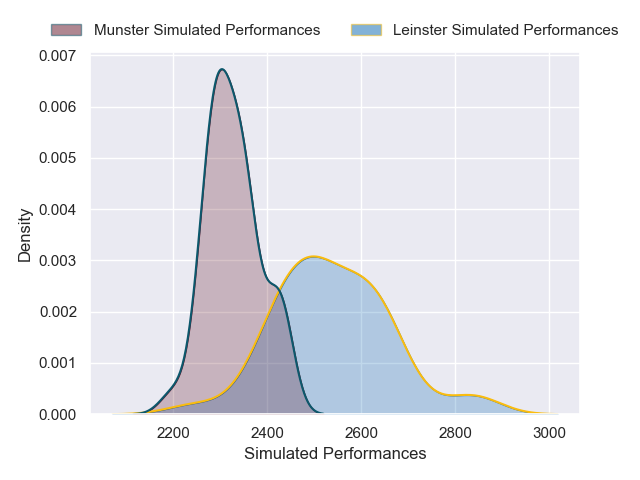 Munster Simulated Performances Leinster Simulated Performances
0.007
0.006
0.005
0.004
0.003
0.002
0.001
0.000
Density
2200 2400 2600 2800 3000
Simulated Performances